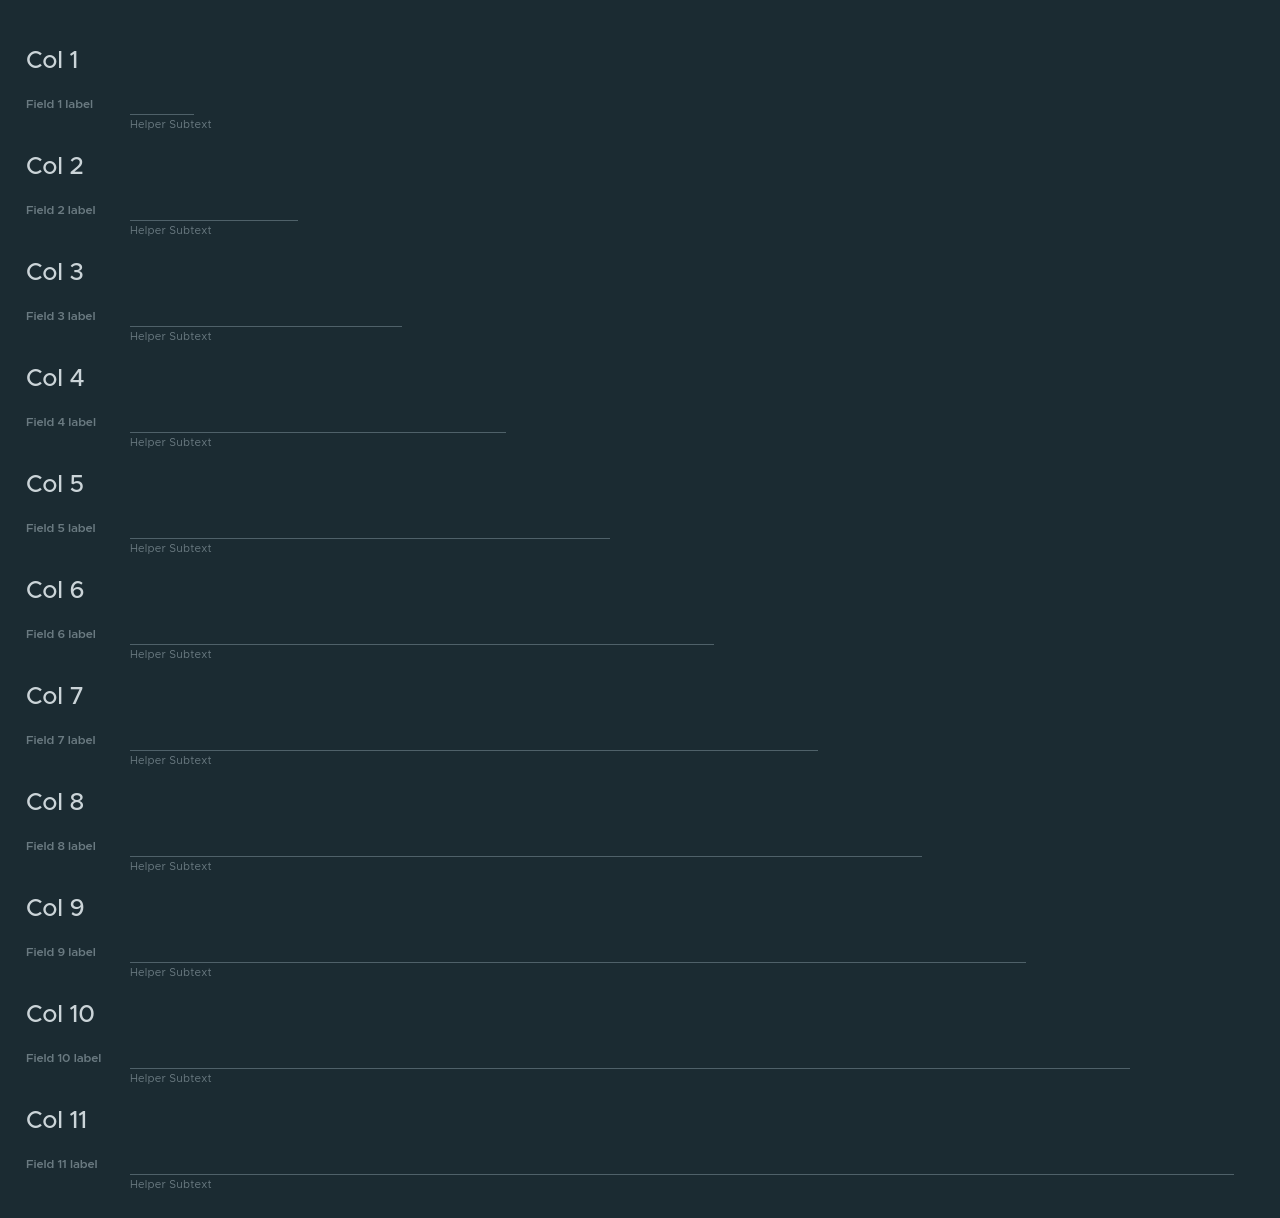 Col 1
Field 1 label
Helper Subtext
Col 2
Field 2 label
Helper Subtext
Col 3
Field 3 label
Helper Subtext
Col 4
Field 4 label
Helper Subtext
Col 5
Field 5 label
Helper Subtext
Col 6
Field 6 label
Helper Subtext
Col 7
Field 7 label
Helper Subtext
Col 8
Field 8 label
Helper Subtext
Col 9
Field 9 label
Helper Subtext
Col 10
Field 10 label
Helper Subtext
Col 11
Field 11 label
Helper Subtext